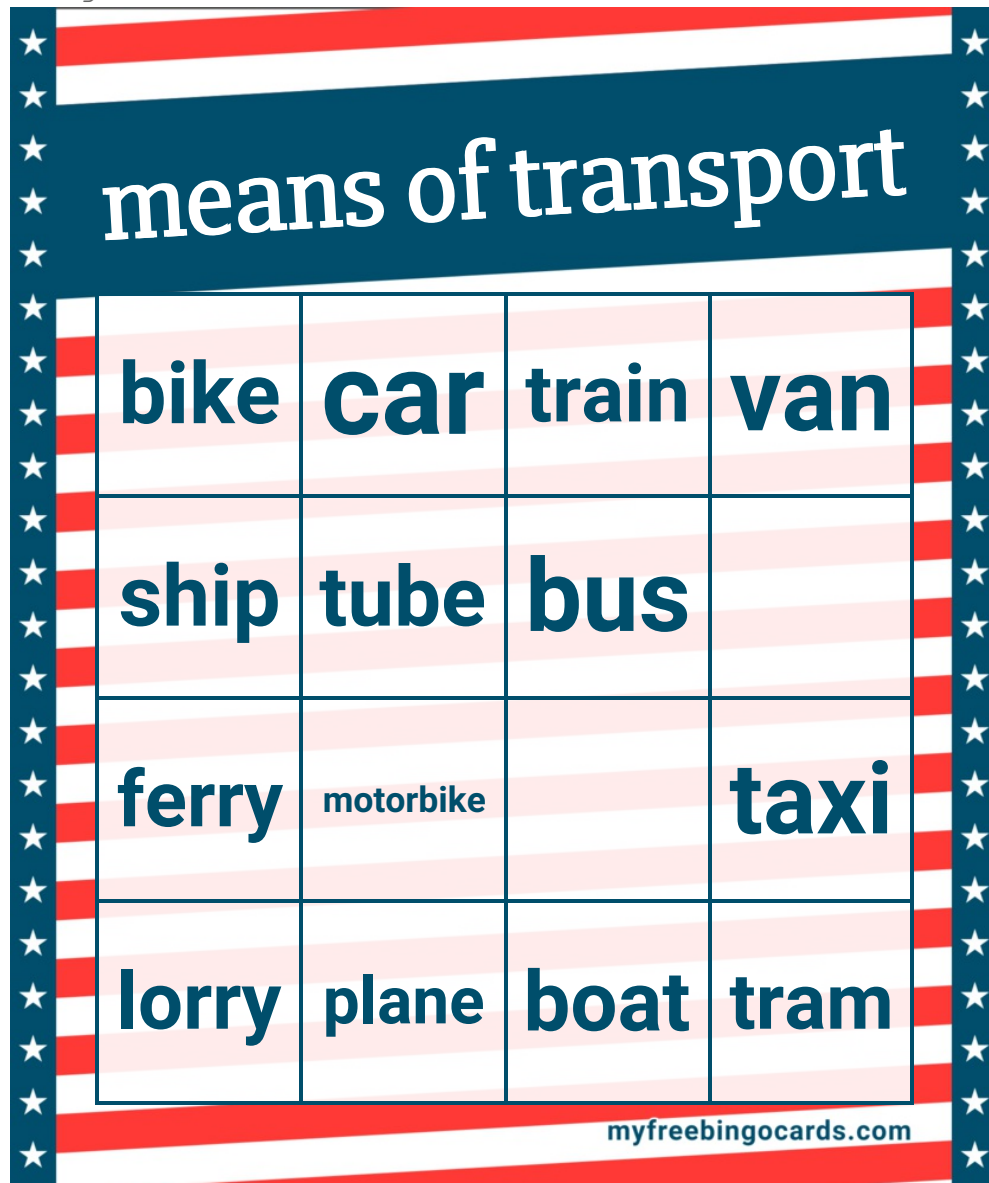 means of transport
bike car train van
ship tube bus
ferry motorbike taxi
lorry plane boat tram
myfreebingocards.com